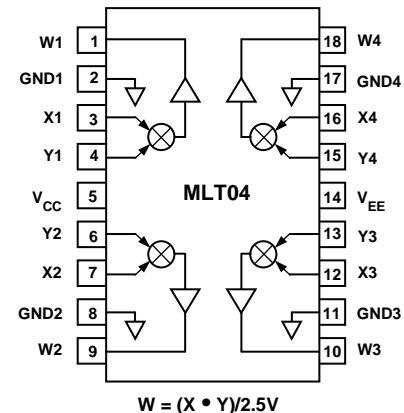 W1 1 18 W4
GND1 2 17 GND4
X1 3 16 X4
Y1 4 15 Y4
VCC 5 MLT04 14 VEE
Y2 6 13 Y3
X2 7 12 X3
GND2 8 11 GND3
W2 9 10 W3
W = (X • Y)/2.5V